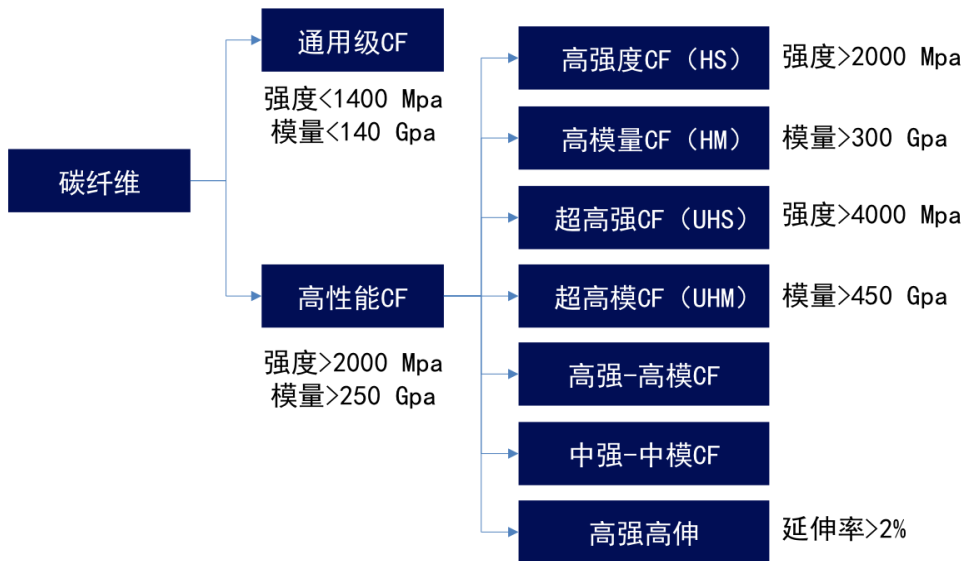 碳纤维
通用级CF
强度<1400 Mpa
模量<140 Gpa
高性能CF
强度>2000 Mpa
模量>250 Gpa
高强度CF（HS）
强度>2000 Mpa
高模量CF（HM）
模量>300 Gpa
超高强CF（UHS）
强度>4000 Mpa
超高模CF（UHM）
模量>450 Gpa
高强-高模CF
中强-中模CF
高强高伸
延伸率>2%